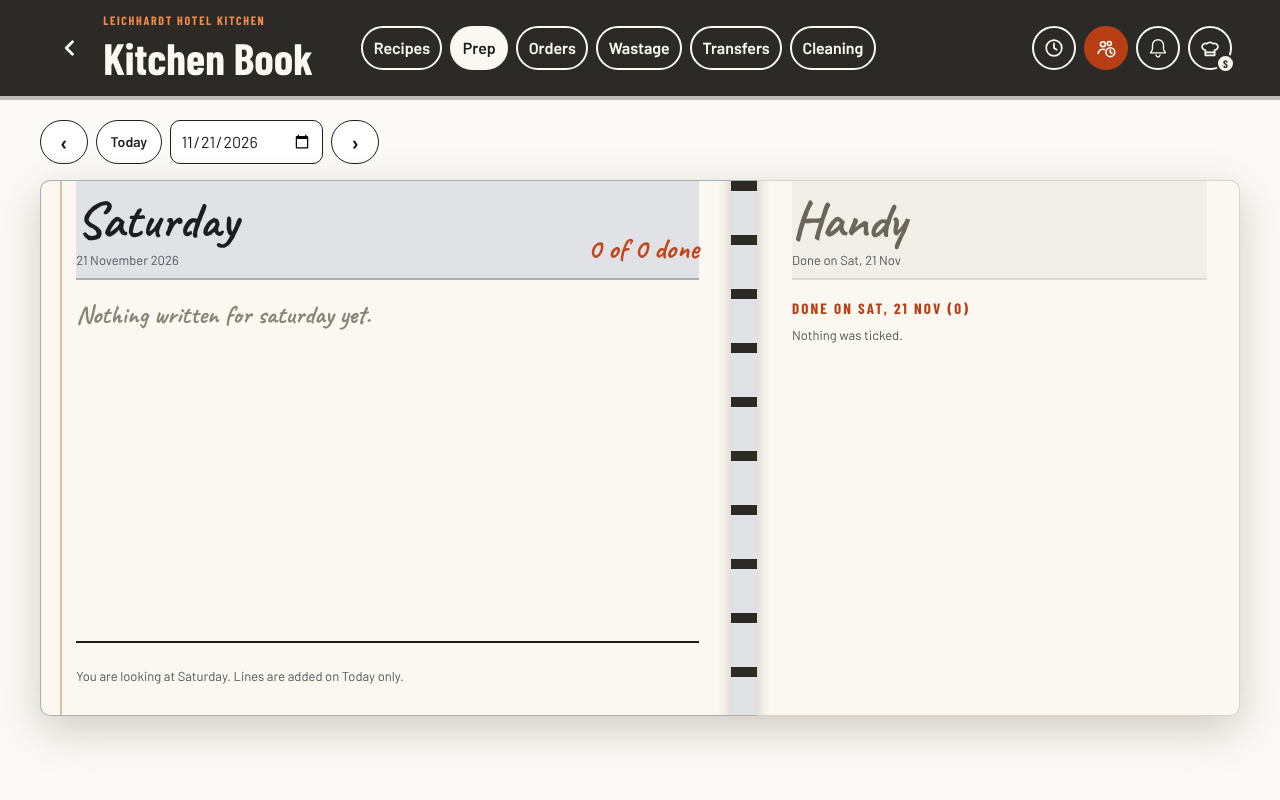 LEICHHARDT HOTEL KITCHEN
Kitchen Book
Recipes Prep Orders Wastage Transfers Cleaning
S
‹ Today 11/21/2026 ›
Saturday
21 November 2026
0 of 0 done
Nothing written for saturday yet.
You are looking at Saturday. Lines are added on Today only.
Handy
Done on Sat, 21 Nov
DONE ON SAT, 21 NOV (0)
Nothing was ticked.